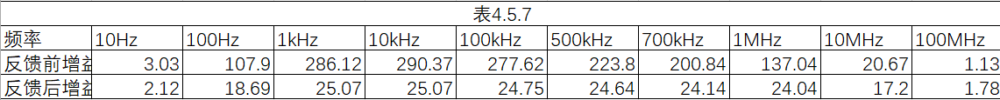 表4.5.7
频率 10Hz 100Hz 1kHz 10kHz 100kHz 500kHz 700kHz 1MHz 10MHz 100MHz
反馈前增益 3.03 107.9 286.12 290.37 277.62 223.8 200.84 137.04 20.67 1.13
反馈后增益 2.12 18.69 25.07 25.07 24.75 24.64 24.14 24.04 17.2 1.78